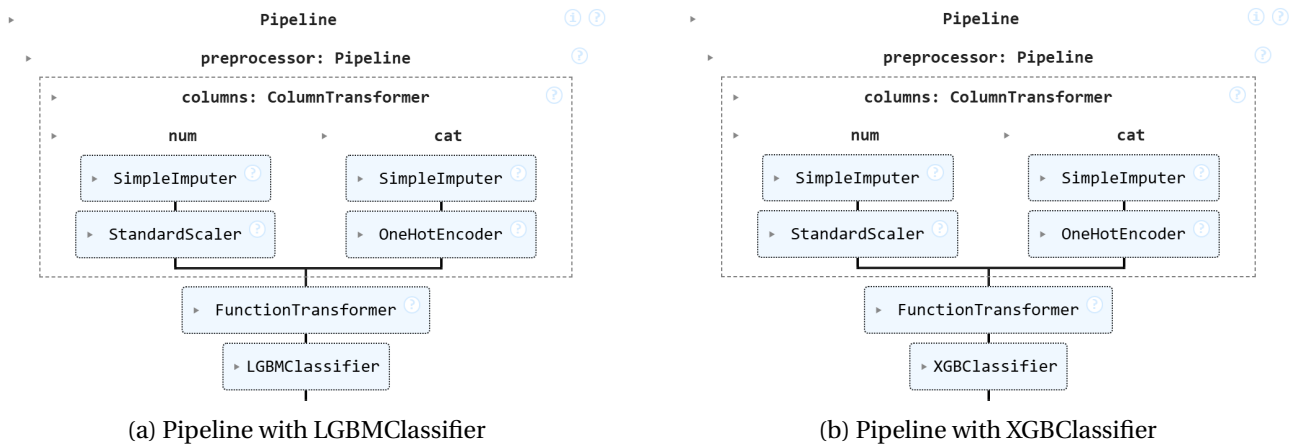 Pipeline
preprocessor: Pipeline
columns: ColumnTransformer
num cat
SimpleImputer ? SimpleImputer ?
StandardScaler ? OneHotEncoder ?
FunctionTransformer ?
LGBMClassifier
(a) Pipeline with LGBMClassifier
Pipeline
preprocessor: Pipeline
columns: ColumnTransformer
num cat
SimpleImputer ? SimpleImputer ?
StandardScaler ? OneHotEncoder ?
FunctionTransformer ?
XGBClassifier
(b) Pipeline with XGBClassifier